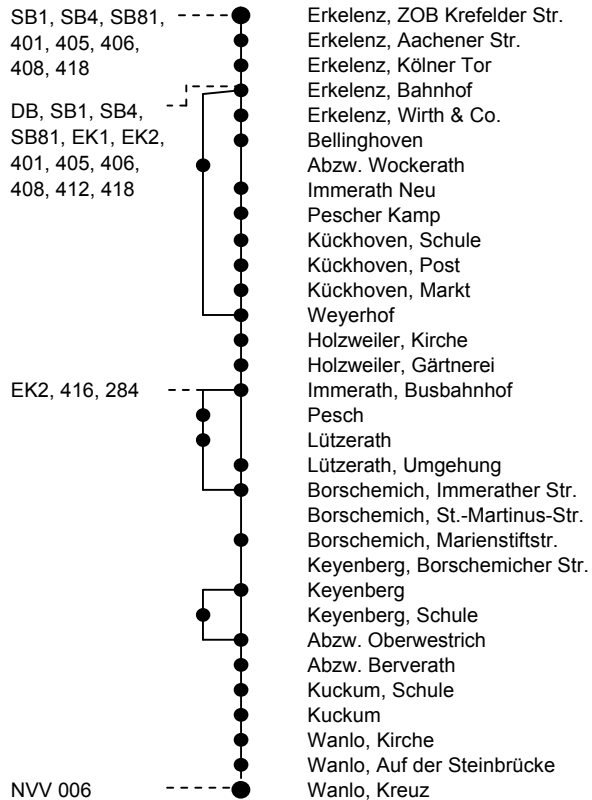 SB1, SB4, SB81,
401, 405, 406,
408, 418
DB, SB1, SB4,
SB81, EK1, EK2,
401, 405, 406,
408, 412, 418
EK2, 416, 284
NVV 006
Erkelenz, ZOB Krefelder Str.
Erkelenz, Aachener Str.
Erkelenz, Kölner Tor
Erkelenz, Bahnhof
Erkelenz, Wirth & Co.
Bellinghoven
Abzw. Wockerath
Immerath Neu
Pescher Kamp
Kückhoven, Schule
Kückhoven, Post
Kückhoven, Markt
Weyerhof
Holzweiler, Kirche
Holzweiler, Gärtnerei
Immerath, Busbahnhof
Pesch
Lützerath
Lützerath, Umgehung
Borschemich, Immerather Str.
Borschemich, St.-Martinus-Str.
Borschemich, Marienstiftstr.
Keyenberg, Borschemicher Str.
Keyenberg
Keyenberg, Schule
Abzw. Oberwestrich
Abzw. Berverath
Kuckum, Schule
Kuckum
Wanlo, Kirche
Wanlo, Auf der Steinbrücke
Wanlo, Kreuz